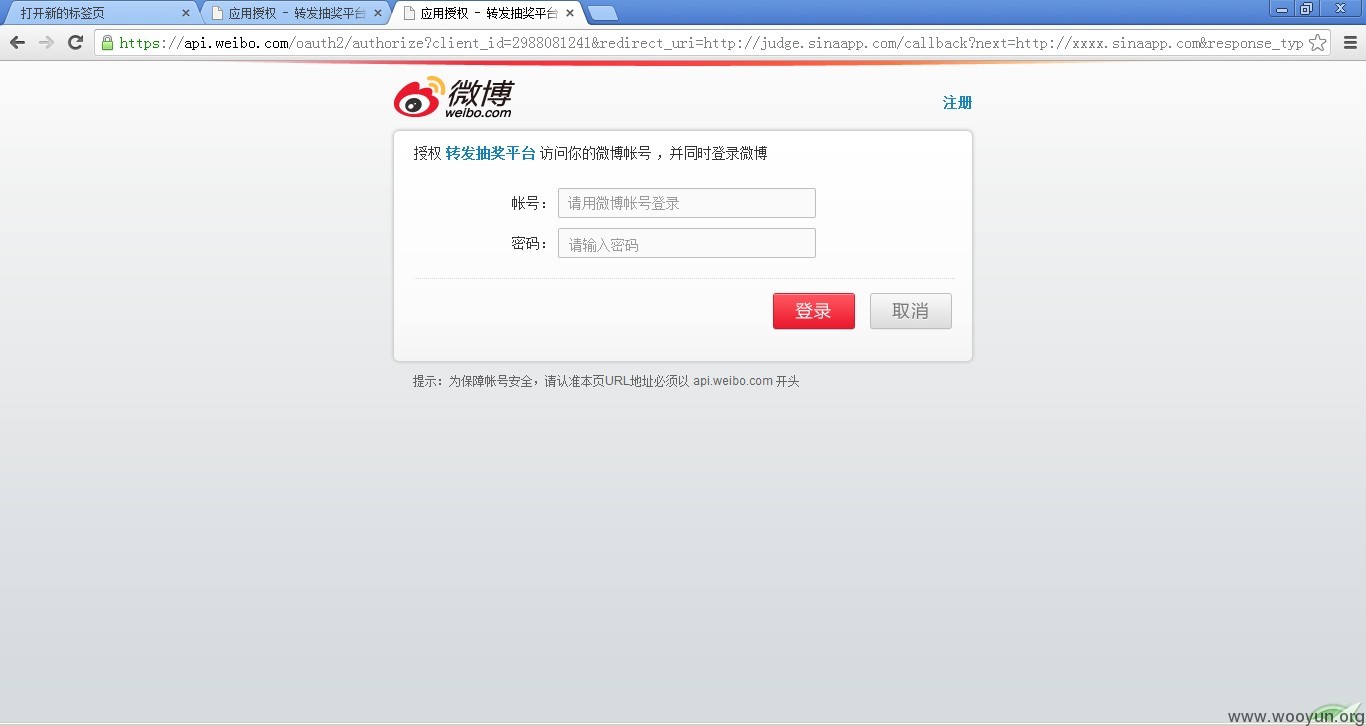 打开新的标签页
应用授权 - 转发抽奖平台
应用授权 - 转发抽奖平台
https://api.weibo.com/oauth2/authorize?client_id=2988081241&redirect_uri=http://judge.sinaapp.com/callback?next=http://xxxx.sinaapp.com&response_typ
微博
weibo.com
注册
授权 转发抽奖平台 访问你的微博帐号 ，并同时登录微博
帐号： 请用微博帐号登录
密码： 请输入密码
登录 取消
提示：为保障帐号安全，请认准本页URL地址必须以 api.weibo.com 开头
www.wooyun.org